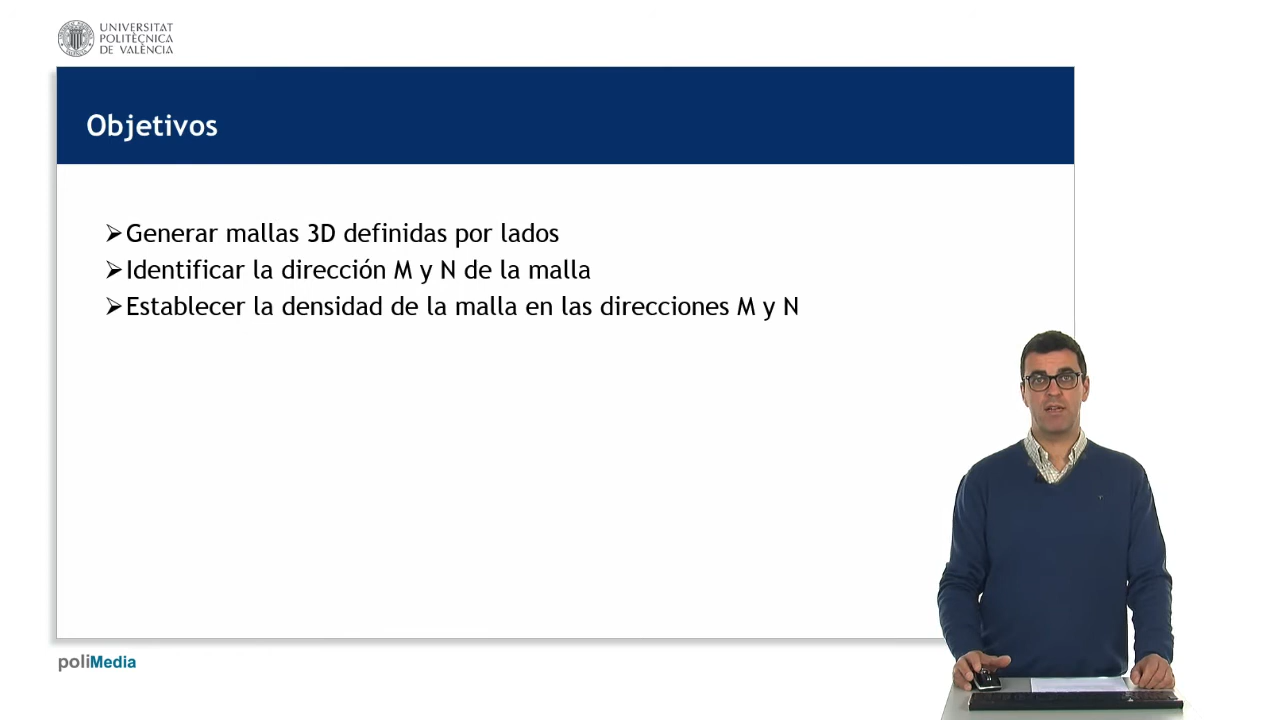 UNIVERSITAT
POLITÈCNICA
DE VALÈNCIA
Objetivos
➢Generar mallas 3D definidas por lados
➢Identificar la dirección M y N de la malla
➢Establecer la densidad de la malla en las direcciones M y N
poliMedia